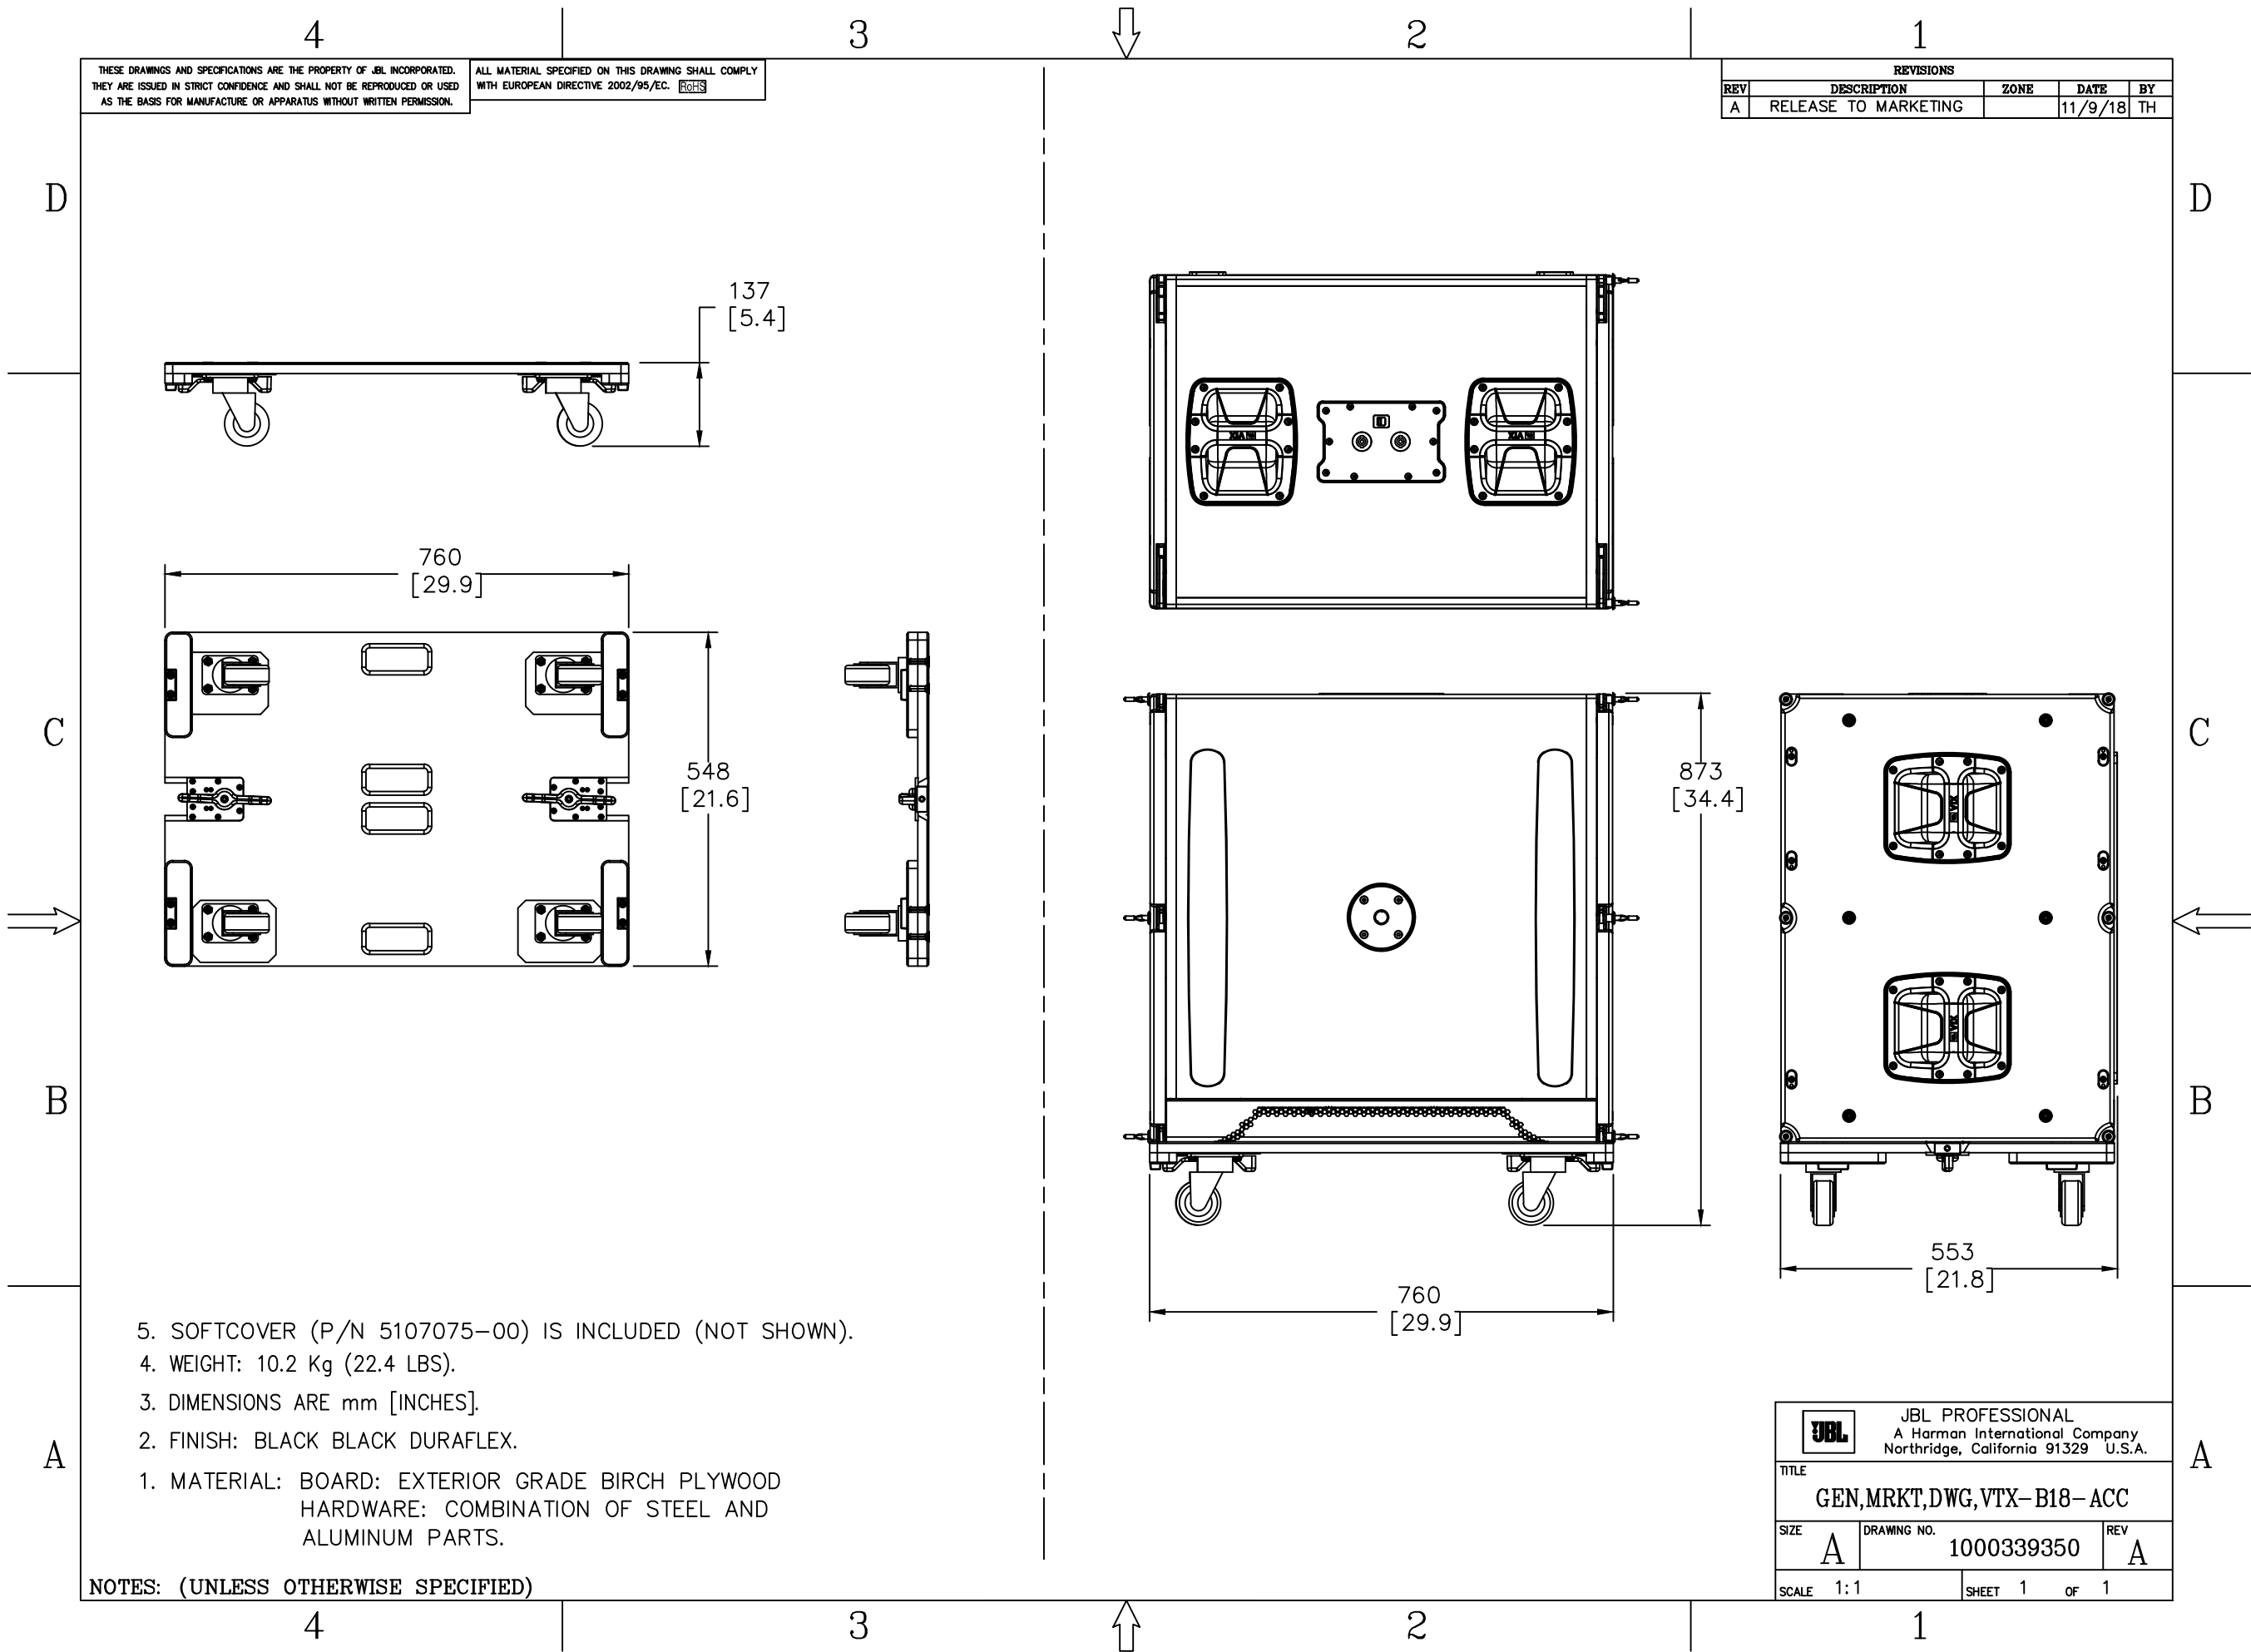 4
3
2
1
THESE DRAWINGS AND SPECIFICATIONS ARE THE PROPERTY OF JBL INCORPORATED.
THEY ARE ISSUED IN STRICT CONFIDENCE AND SHALL NOT BE REPRODUCED OR USED
AS THE BASIS FOR MANUFACTURE OR APPARATUS WITHOUT WRITTEN PERMISSION.
ALL MATERIAL SPECIFIED ON THIS DRAWING SHALL COMPLY
WITH EUROPEAN DIRECTIVE 2002/95/EC. RoHS
REVISIONS
REV DESCRIPTION ZONE DATE BY
A RELEASE TO MARKETING 11/9/18 TH
D
D
137
[5.4]
760
[29.9]
548
[21.6]
C
C
873
[34.4]
VTX
VTX
VTX
VTX
B
B
553
[21.8]
760
[29.9]
5. SOFTCOVER (P/N 5107075-00) IS INCLUDED (NOT SHOWN).
4. WEIGHT: 10.2 Kg (22.4 LBS).
3. DIMENSIONS ARE mm [INCHES].
2. FINISH: BLACK BLACK DURAFLEX.
1. MATERIAL: BOARD: EXTERIOR GRADE BIRCH PLYWOOD
HARDWARE: COMBINATION OF STEEL AND
ALUMINUM PARTS.
NOTES: (UNLESS OTHERWISE SPECIFIED)
A
A
JBL
JBL PROFESSIONAL
A Harman International Company
Northridge, California 91329 U.S.A.
TITLE
GEN,MRKT,DWG,VTX-B18-ACC
SIZE A
DRAWING NO. 1000339350
REV A
SCALE 1:1
SHEET 1 OF 1
4
3
2
1